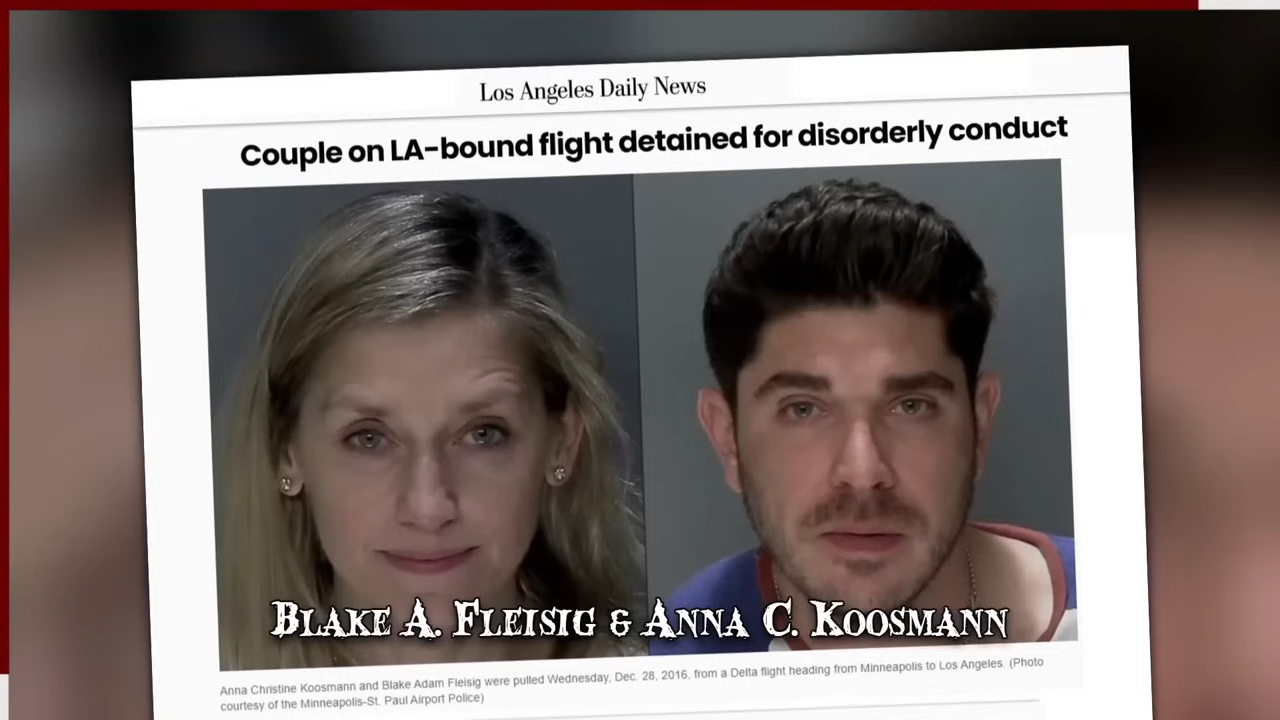 Los Angeles Daily News
Couple on LA-bound flight detained for disorderly conduct
Blake A. Fleisig & Anna C. Koosmann
Anna Christine Koosmann and Blake Adam Fleisig were pulled Wednesday, Dec. 28, 2016, from a Delta flight heading from Minneapolis to Los Angeles. (Photo
courtesy of the Minneapolis-St. Paul Airport Police)